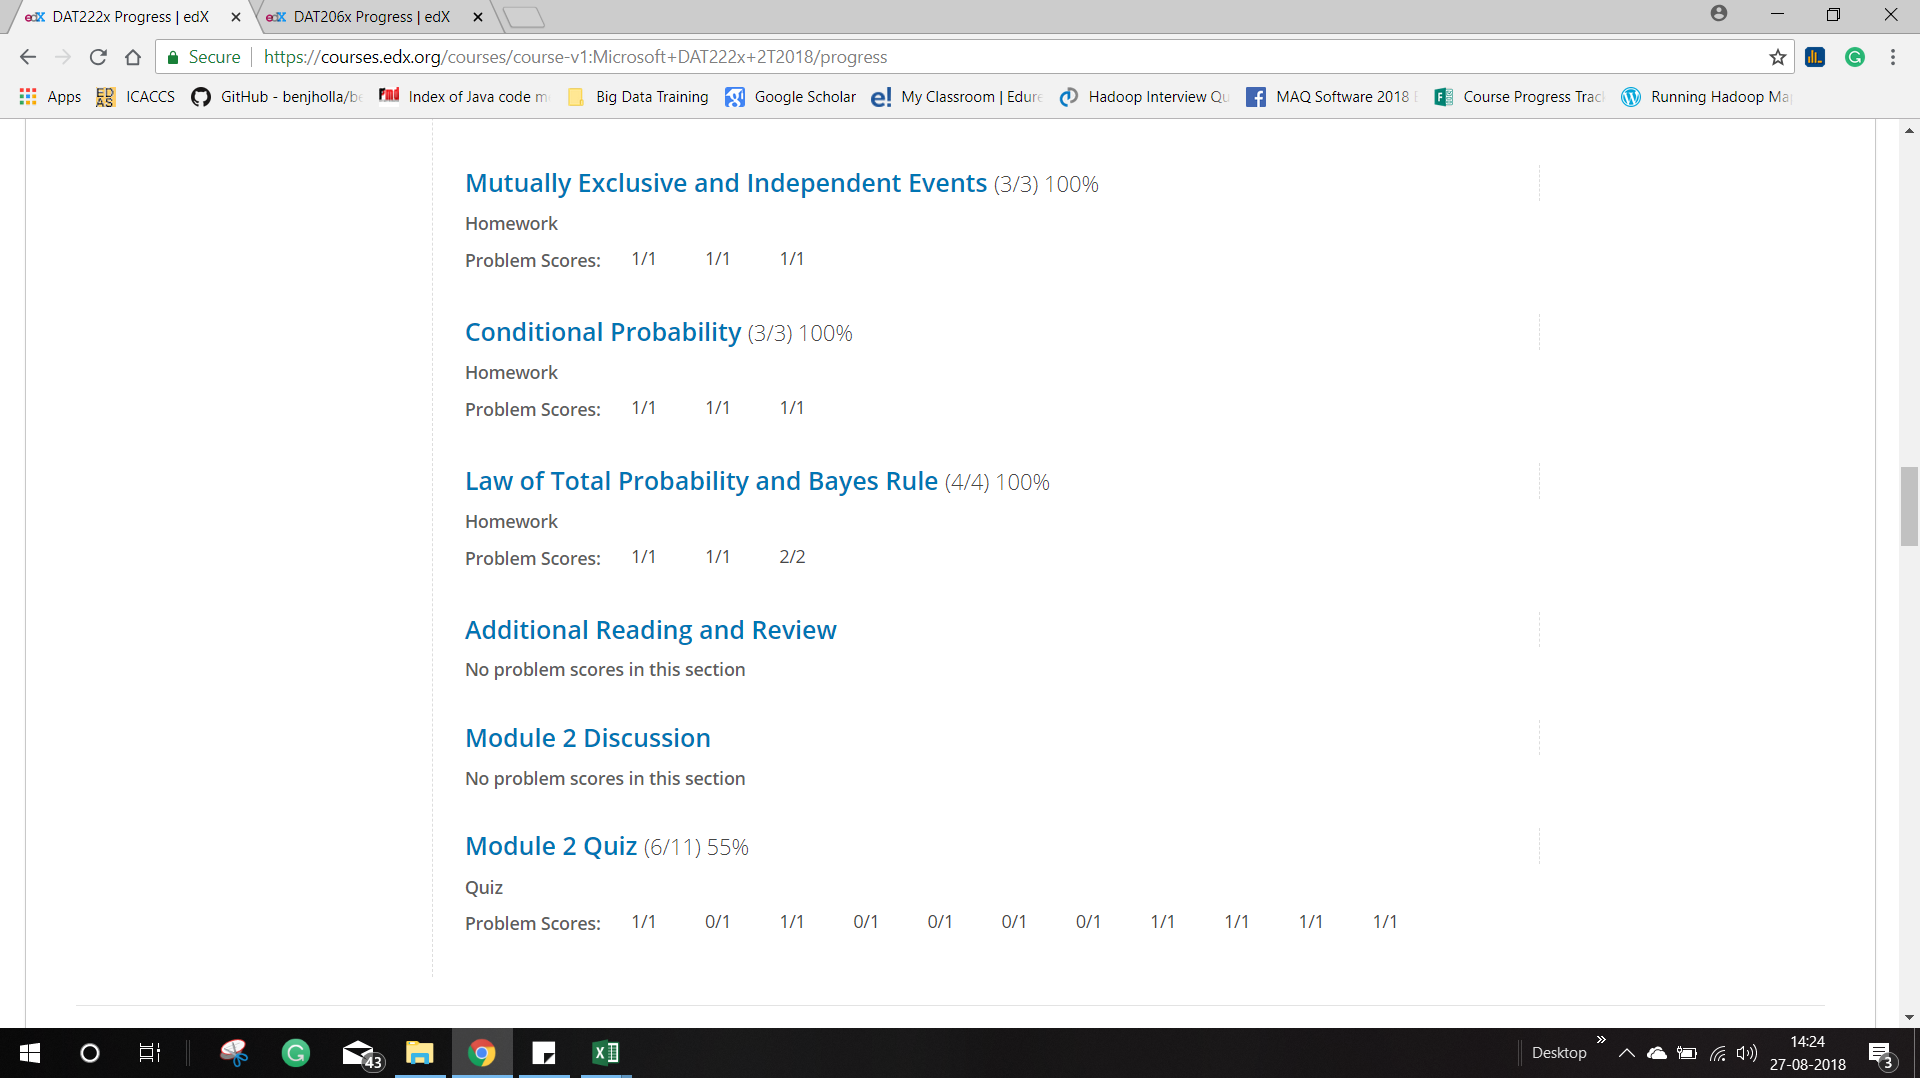 edX DAT222x Progress | edX
edX DAT206x Progress | edX
Secure https://courses.edx.org/courses/course-v1:Microsoft+DAT222x+2T2018/progress
Apps ED AS ICACCS GitHub - benjholla/be Fmd Index of Java code m Big Data Training Google Scholar e! My Classroom | Edure Hadoop Interview Qu MAQ Software 2018 Course Progress Trac Running Hadoop Ma
Mutually Exclusive and Independent Events (3/3) 100%
Homework
Problem Scores: 1/1 1/1 1/1
Conditional Probability (3/3) 100%
Homework
Problem Scores: 1/1 1/1 1/1
Law of Total Probability and Bayes Rule (4/4) 100%
Homework
Problem Scores: 1/1 1/1 2/2
Additional Reading and Review
No problem scores in this section
Module 2 Discussion
No problem scores in this section
Module 2 Quiz (6/11) 55%
Quiz
Problem Scores: 1/1 0/1 1/1 0/1 0/1 0/1 0/1 1/1 1/1 1/1 1/1
43
Desktop
14:24
27-08-2018
3